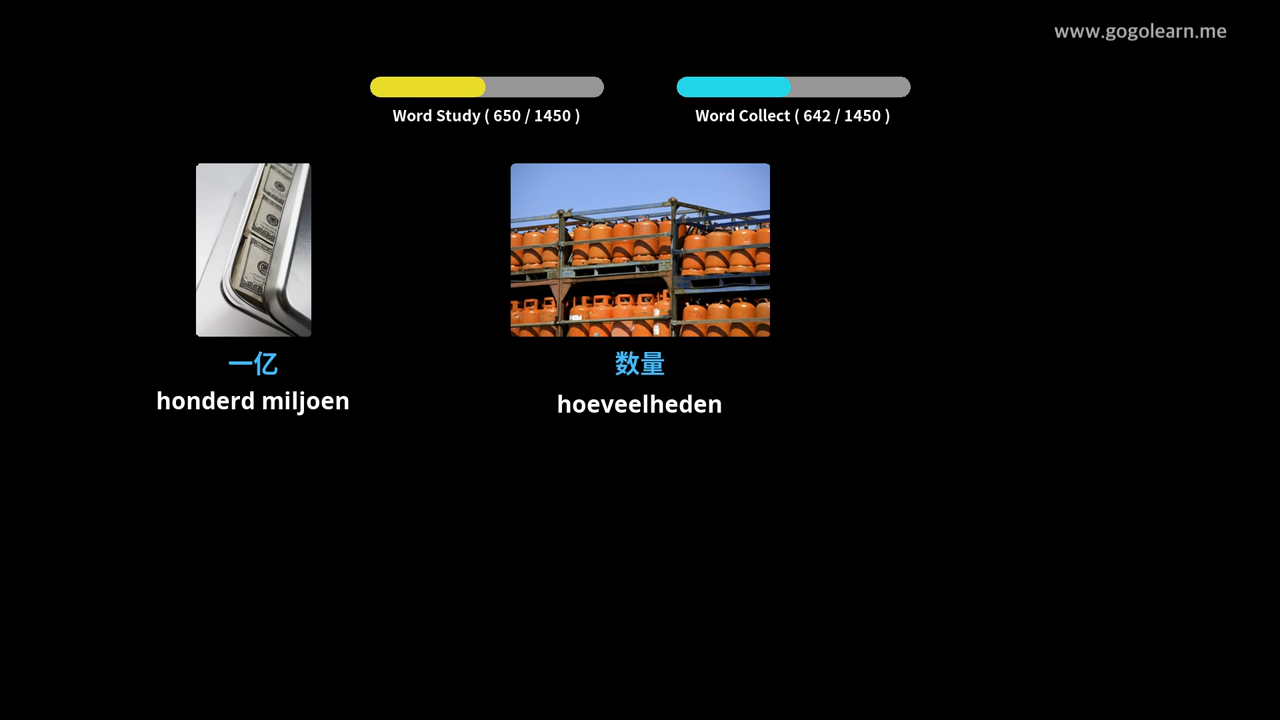 www.gogolearn.me
Word Study ( 650 / 1450 )
Word Collect ( 642 / 1450 )
一亿
honderd miljoen
数量
hoeveelheden